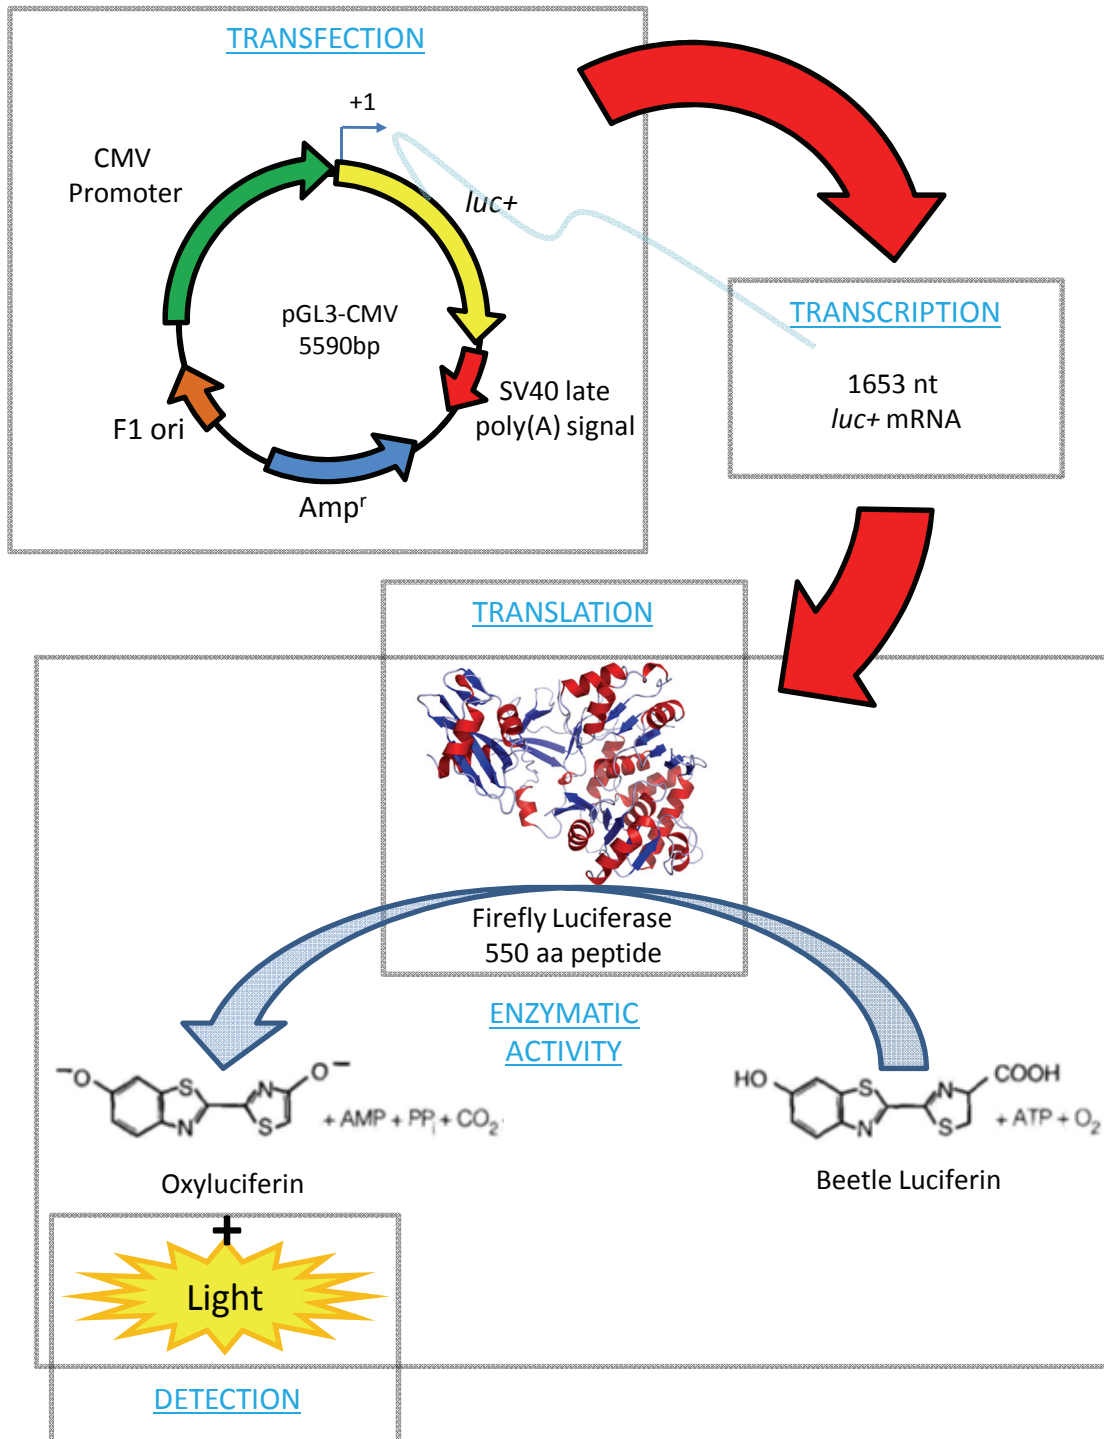 TRANSFECTION
+1
CMV
Promoter
luc+
pGL3-CMV
5590bp
SV40 late
poly(A) signal
F1 ori
Ampʳ
TRANSCRIPTION
1653 nt
luc+ mRNA
TRANSLATION
Firefly Luciferase
550 aa peptide
ENZYMATIC
ACTIVITY
⁻O
S
N
N
S
O⁻
+ AMP + PPᵢ + CO₂
Oxyluciferin
HO
S
N
N
S
COOH
+ ATP + O₂
Beetle Luciferin
+
Light
DETECTION